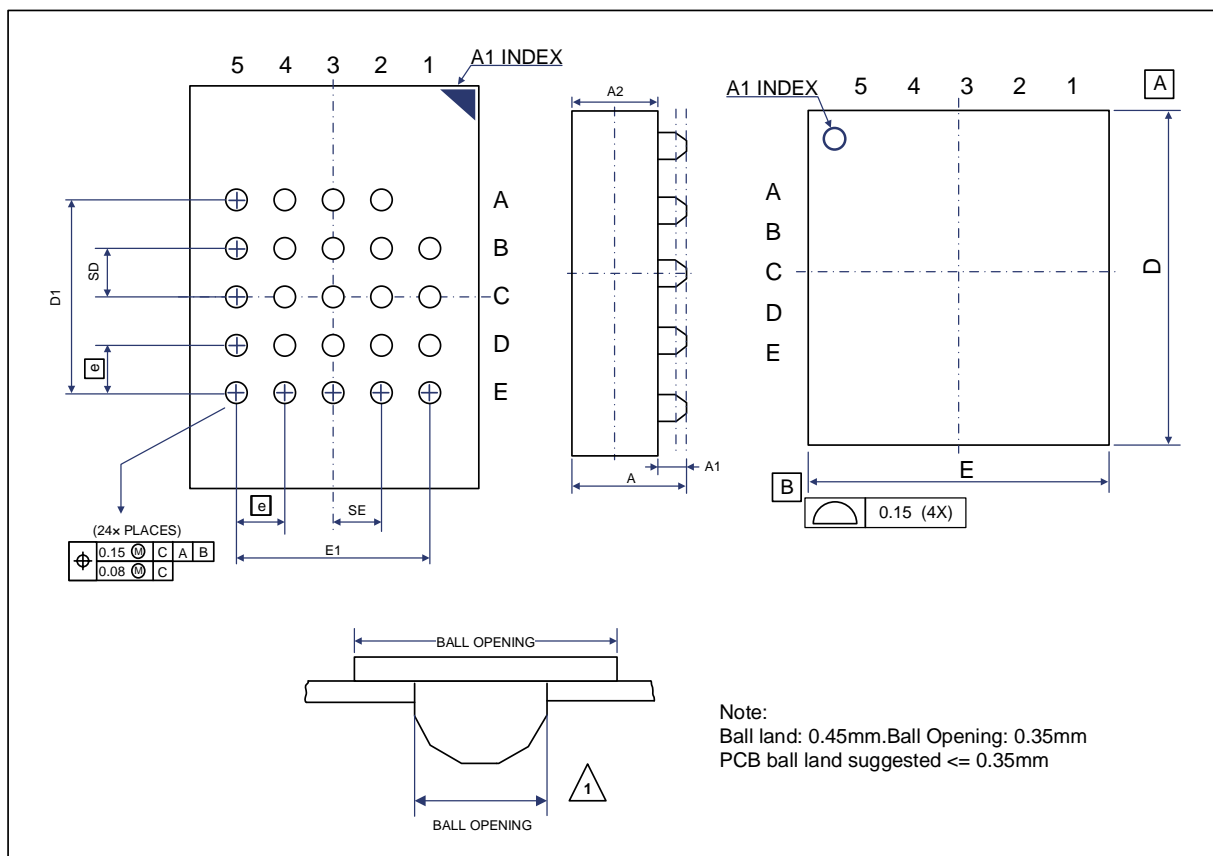 5 4 3 2 1
A1 INDEX
A
B
C
D
E
D1
SD
e
e
SE
E1
(24x PLACES)
0.15 M C A B
0.08 M C
A2
A1
A
A1 INDEX
5 4 3 2 1
A
A
B
C
D
E
D
E
B
0.15 (4X)
BALL OPENING
BALL OPENING
1
Note:
Ball land: 0.45mm.Ball Opening: 0.35mm
PCB ball land suggested <= 0.35mm